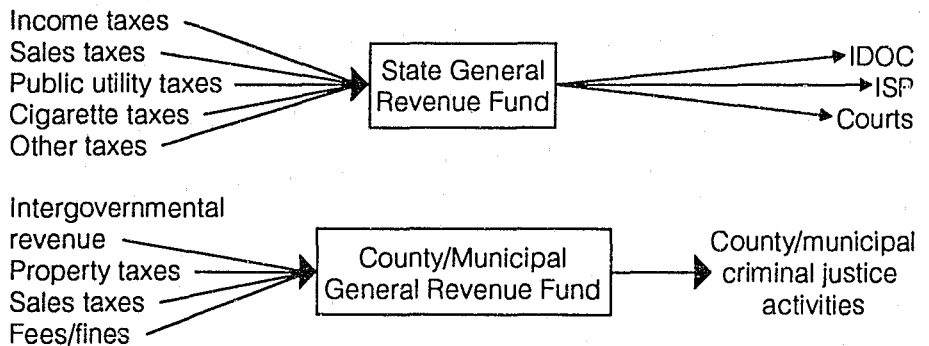 Income taxes
Sales taxes
Public utility taxes
Cigarette taxes
Other taxes
State General
Revenue Fund
IDOC
ISP
Courts
Intergovernmental
revenue
Property taxes
Sales taxes
Fees/fines
County/Municipal
General Revenue Fund
County/municipal
criminal justice
activities